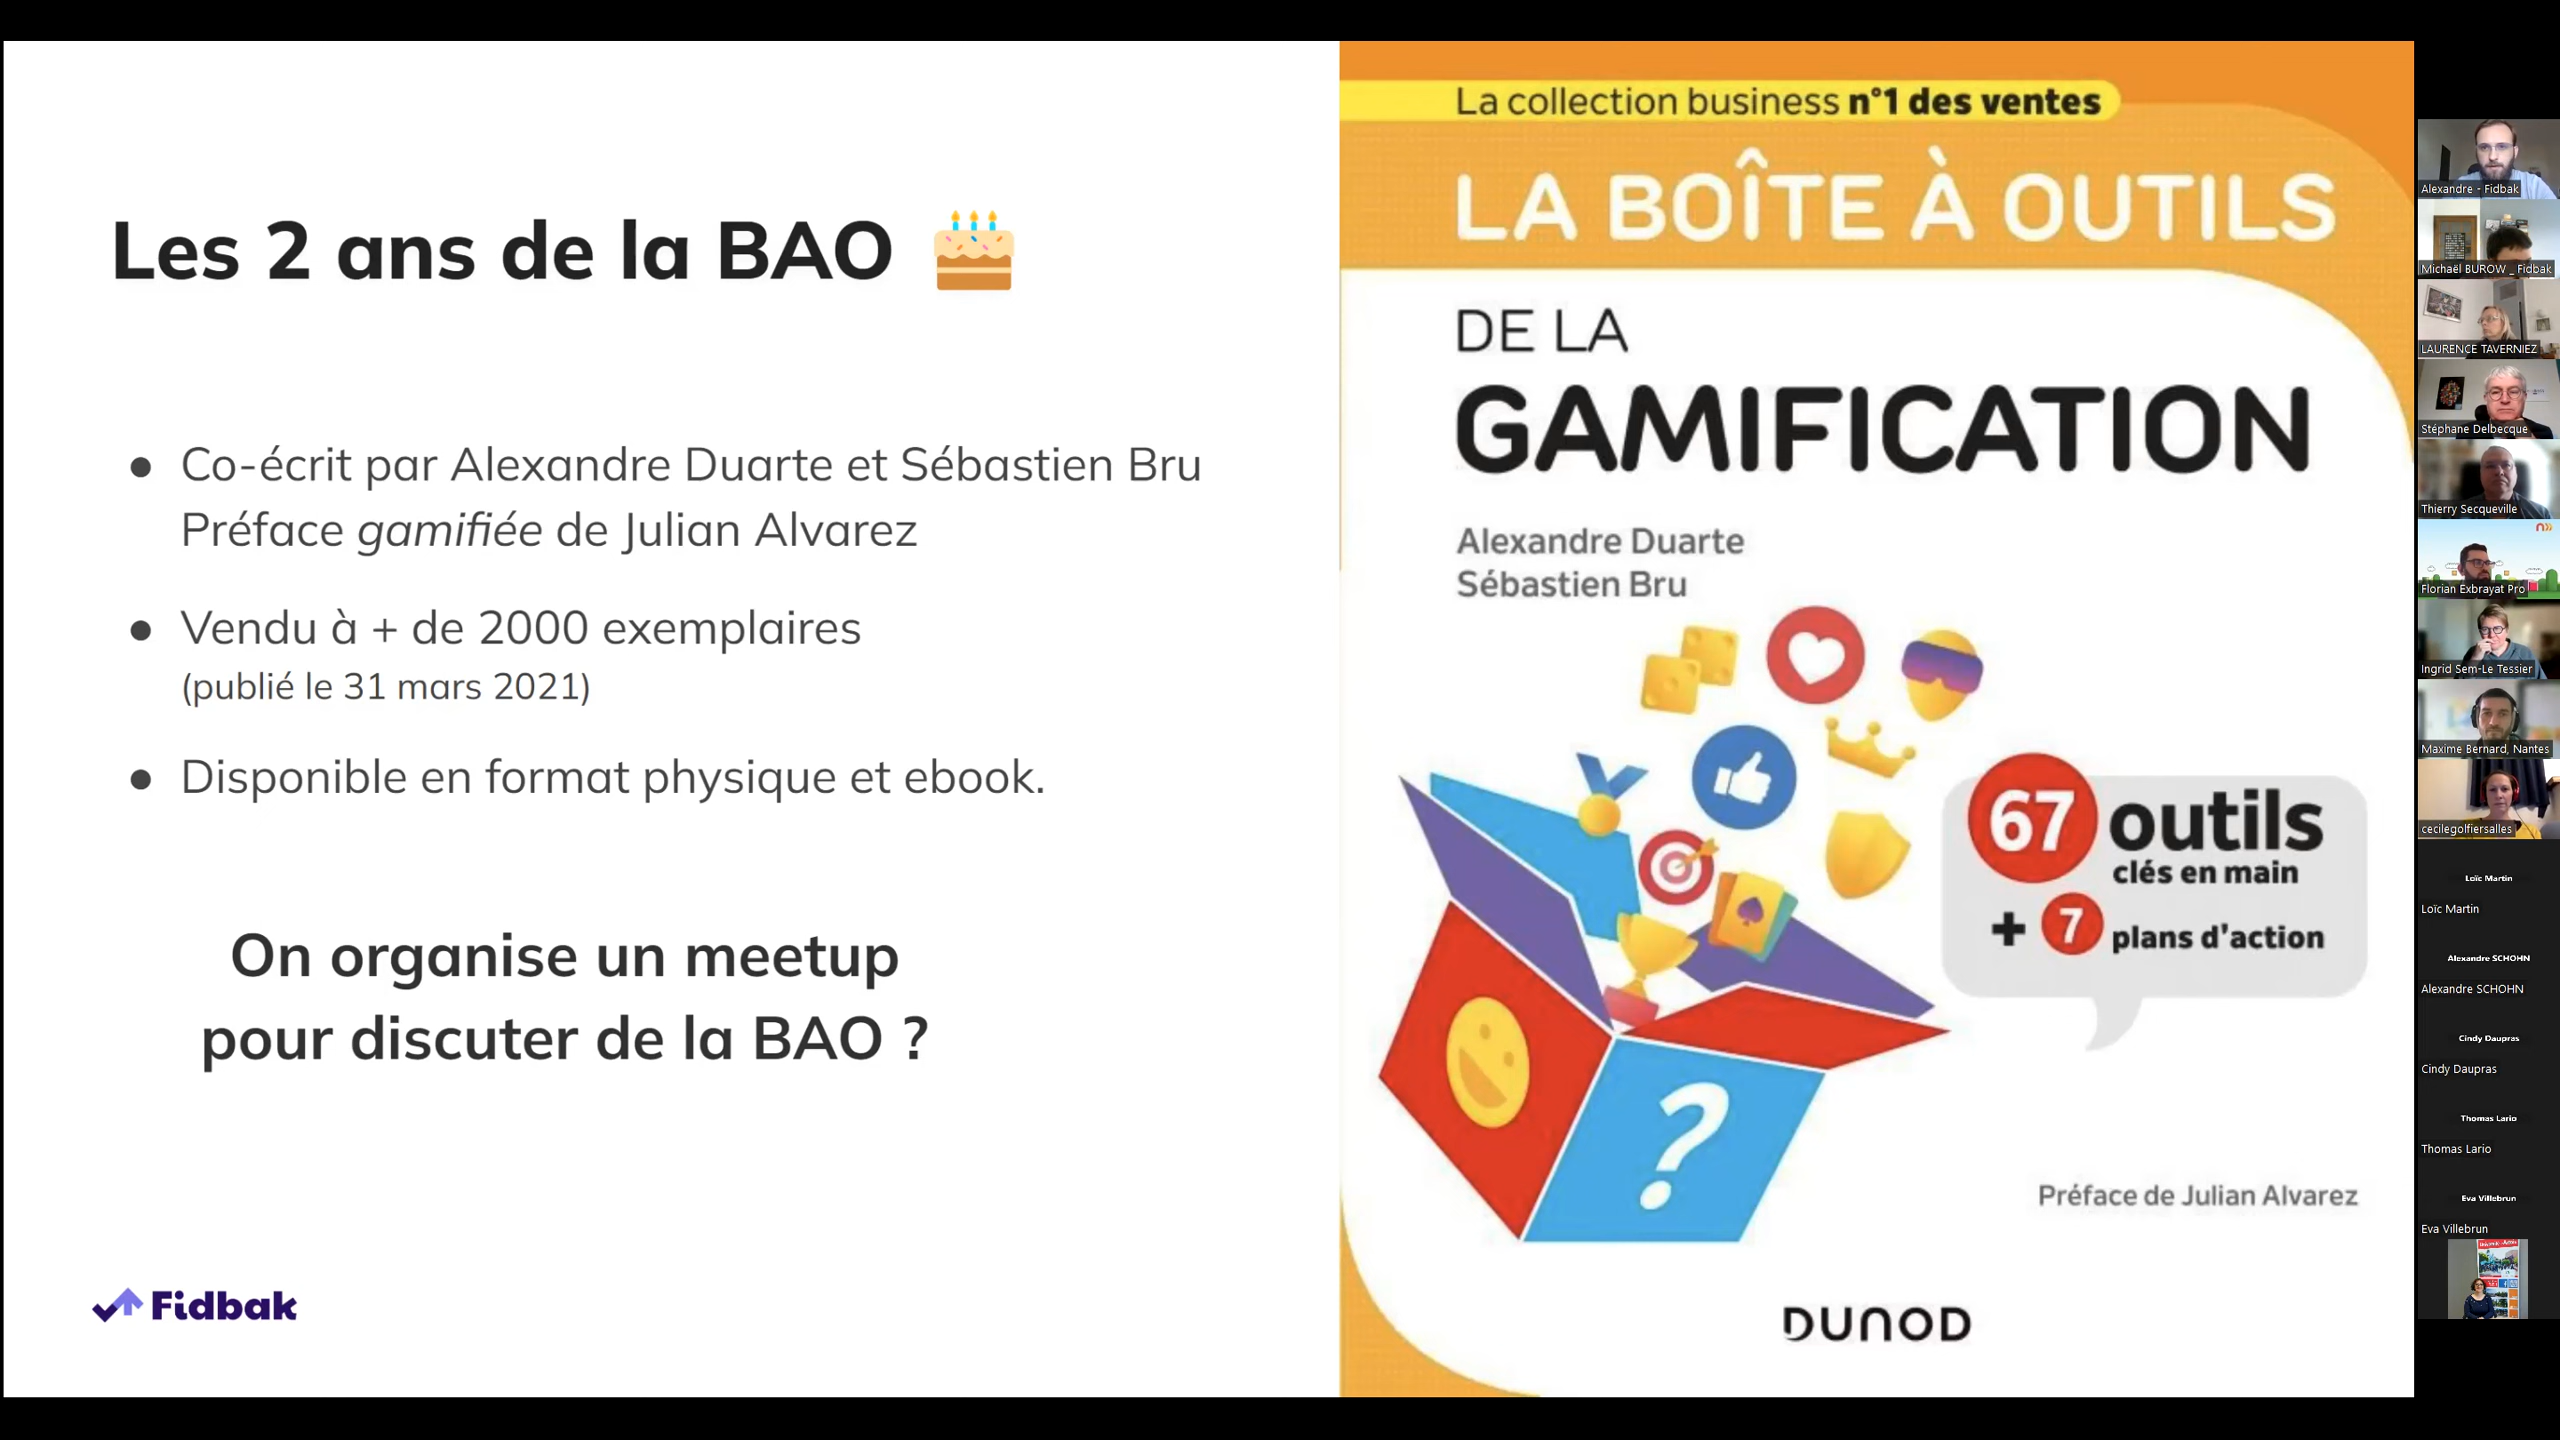 Les 2 ans de la BAO
● Co-écrit par Alexandre Duarte et Sébastien Bru
Préface gamifiée de Julian Alvarez
● Vendu à + de 2000 exemplaires
(publié le 31 mars 2021)
● Disponible en format physique et ebook.
On organise un meetup
pour discuter de la BAO ?
Fidbak
La collection business n°1 des ventes
LA BOÎTE À OUTILS
DE LA
GAMIFICATION
Alexandre Duarte
Sébastien Bru
67 outils
clés en main
+ 7 plans d'action
?
Préface de Julian Alvarez
DUNOD
Alexandre - Fidbak
Michaël BUROW _ Fidbak
LAURENCE TAVERNIEZ
Stéphane Delbecque
Thierry Secqueville
Florian Exbrayat Pro
Ingrid Sem-Le Tessier
Maxime Bernard, Nantes
cecilegolfiersalles
Loïc Martin
Loïc Martin
Alexandre SCHOHN
Alexandre SCHOHN
Cindy Daupras
Cindy Daupras
Thomas Lario
Thomas Lario
Eva Villebrun
Eva Villebrun